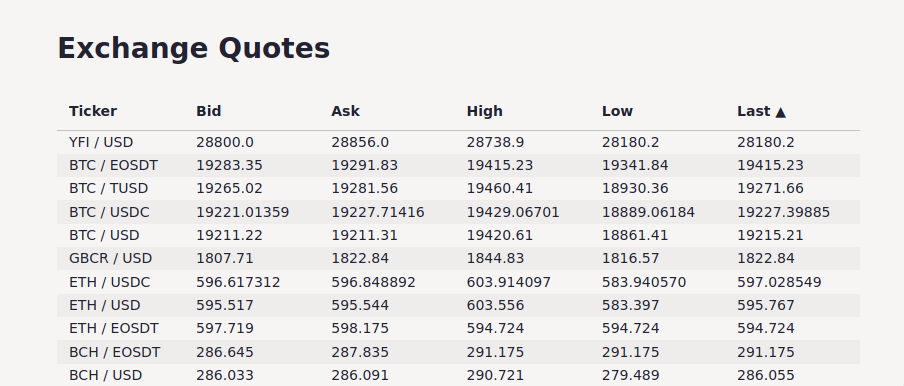 Exchange Quotes
Ticker Bid Ask High Low Last ▲
YFI / USD 28800.0 28856.0 28738.9 28180.2 28180.2
BTC / EOSDT 19283.35 19291.83 19415.23 19341.84 19415.23
BTC / TUSD 19265.02 19281.56 19460.41 18930.36 19271.66
BTC / USDC 19221.01359 19227.71416 19429.06701 18889.06184 19227.39885
BTC / USD 19211.22 19211.31 19420.61 18861.41 19215.21
GBCR / USD 1807.71 1822.84 1844.83 1816.57 1822.84
ETH / USDC 596.617312 596.848892 603.914097 583.940570 597.028549
ETH / USD 595.517 595.544 603.556 583.397 595.767
ETH / EOSDT 597.719 598.175 594.724 594.724 594.724
BCH / EOSDT 286.645 287.835 291.175 291.175 291.175
BCH / USD 286.033 286.091 290.721 279.489 286.055